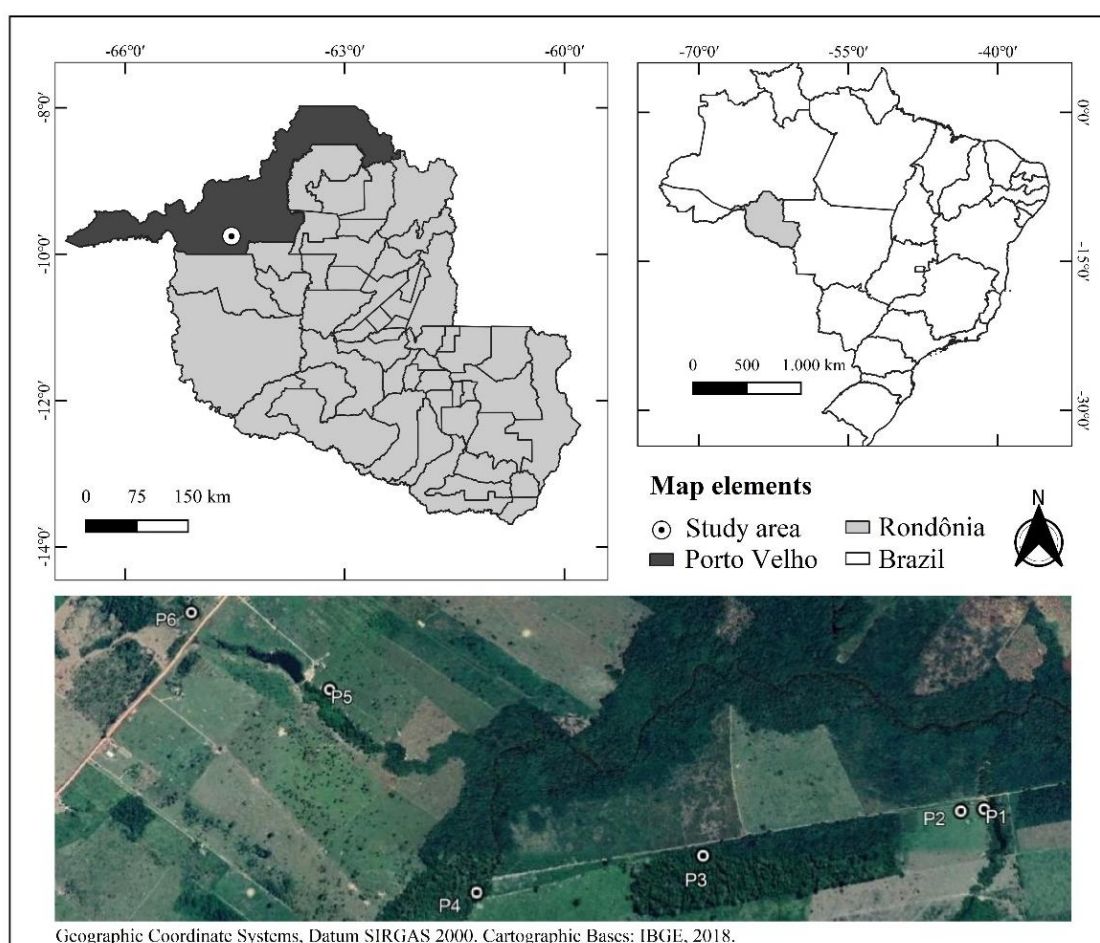 -66°0′ -63°0′ -60°0′
-8°0′
-10°0′
-12°0′
-14°0′
0 75 150 km
-70°0′ -55°0′ -40°0′
0°0′
-15°0′
-30°0′
0 500 1.000 km
Map elements
Study area
Rondônia
Porto Velho
Brazil
N
P6
P5
P2 P1
P3
P4
Geographic Coordinate Systems, Datum SIRGAS 2000. Cartographic Bases: IBGE, 2018.